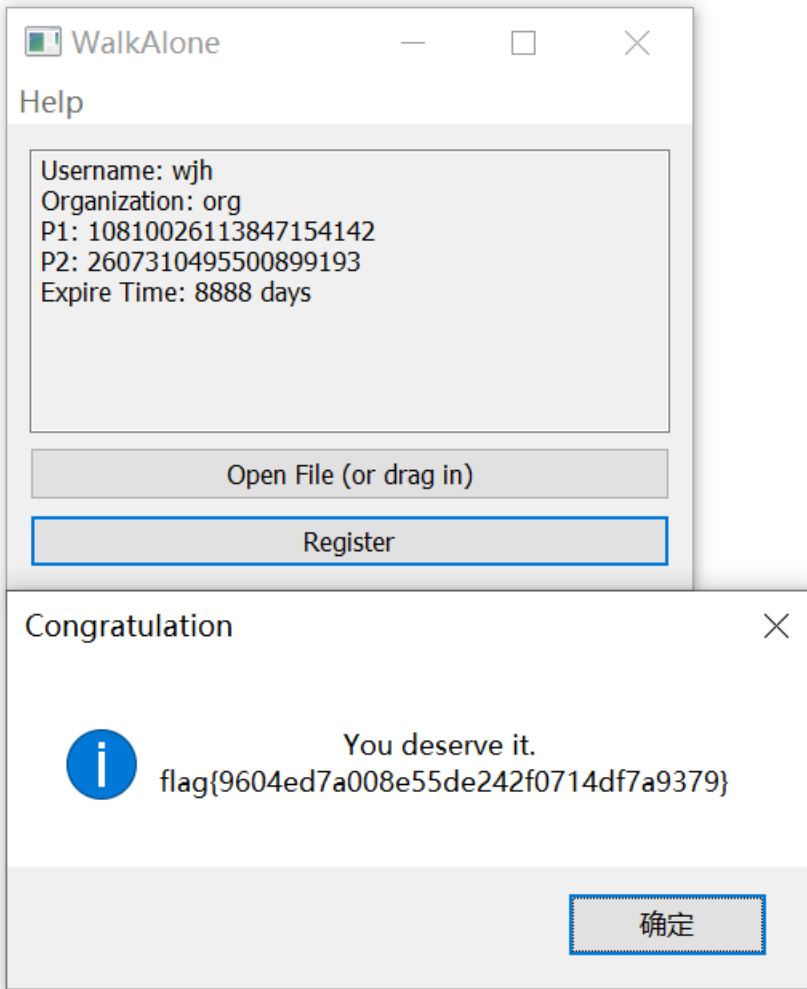 WalkAlone
Help
Username: wjh
Organization: org
P1: 10810026113847154142
P2: 2607310495500899193
Expire Time: 8888 days
Open File (or drag in)
Register
Congratulation
You deserve it.
flag{9604ed7a008e55de242f0714df7a9379}
确定